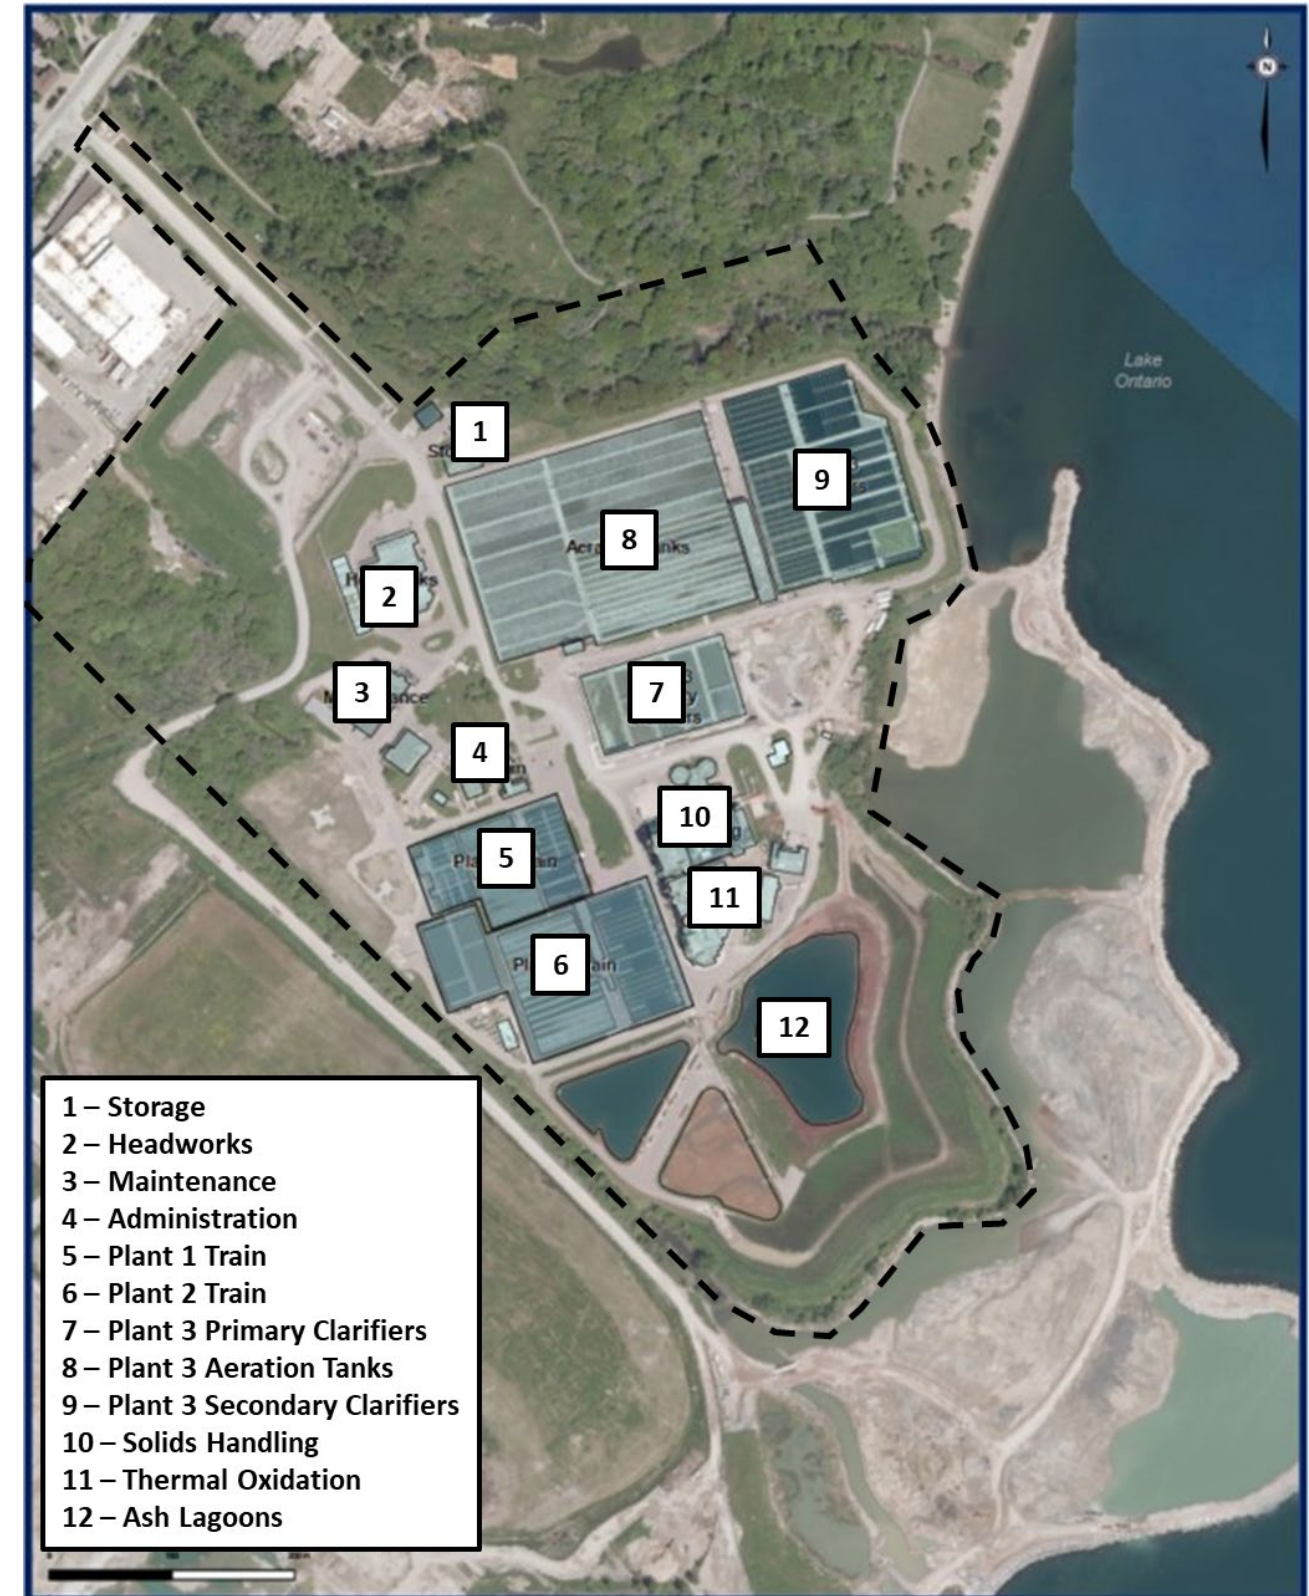 N
Lake
Ontario
1
9
8
2
3
7
4
10
5
11
6
12
1 – Storage
2 – Headworks
3 – Maintenance
4 – Administration
5 – Plant 1 Train
6 – Plant 2 Train
7 – Plant 3 Primary Clarifiers
8 – Plant 3 Aeration Tanks
9 – Plant 3 Secondary Clarifiers
10 – Solids Handling
11 – Thermal Oxidation
12 – Ash Lagoons